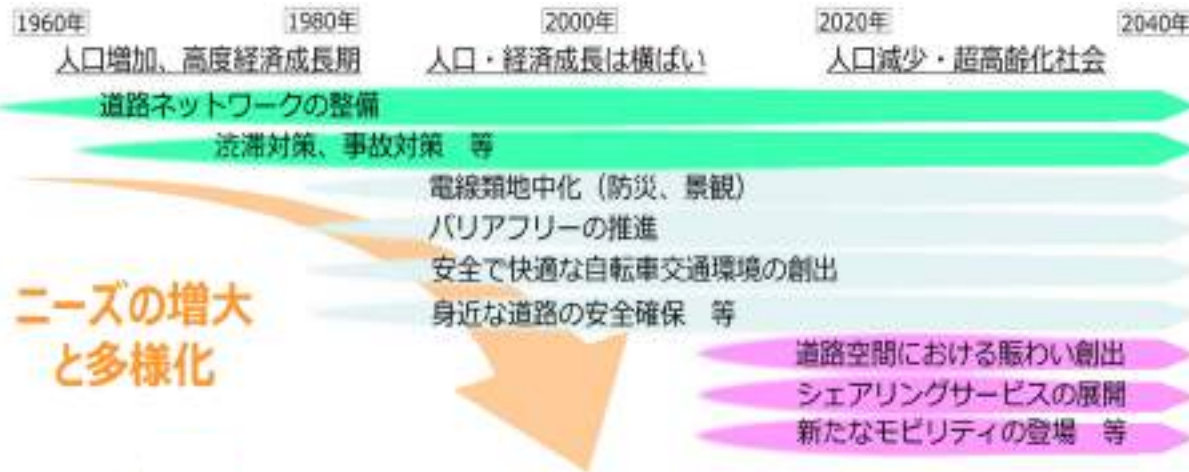 1960年 1980年 2000年 2020年 2040年
人口増加、高度経済成長期 人口・経済成長は横ばい 人口減少・超高齢化社会
道路ネットワークの整備
渋滞対策、事故対策 等
電線類地中化（防災、景観）
バリアフリーの推進
安全で快適な自転車交通環境の創出
身近な道路の安全確保 等
ニーズの増大
と多様化
道路空間における賑わい創出
シェアリングサービスの展開
新たなモビリティの登場 等